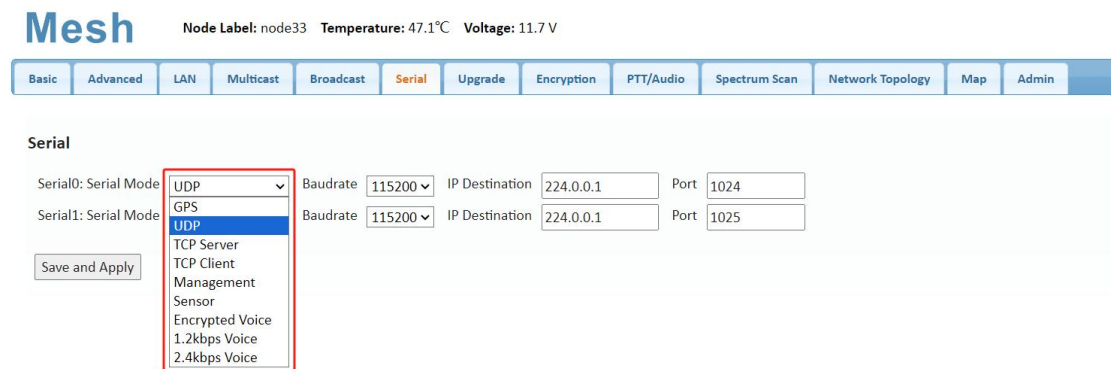 Mesh Node Label: node33 Temperature: 47.1℃ Voltage: 11.7 V
Basic Advanced LAN Multicast Broadcast Serial Upgrade Encryption PTT/Audio Spectrum Scan Network Topology Map Admin
Serial
Serial0: Serial Mode UDP Baudrate 115200 IP Destination 224.0.0.1 Port 1024
GPS
Serial1: Serial Mode Baudrate 115200 IP Destination 224.0.0.1 Port 1025
UDP
TCP Server
TCP Client
Save and Apply
Management
Sensor
Encrypted Voice
1.2kbps Voice
2.4kbps Voice